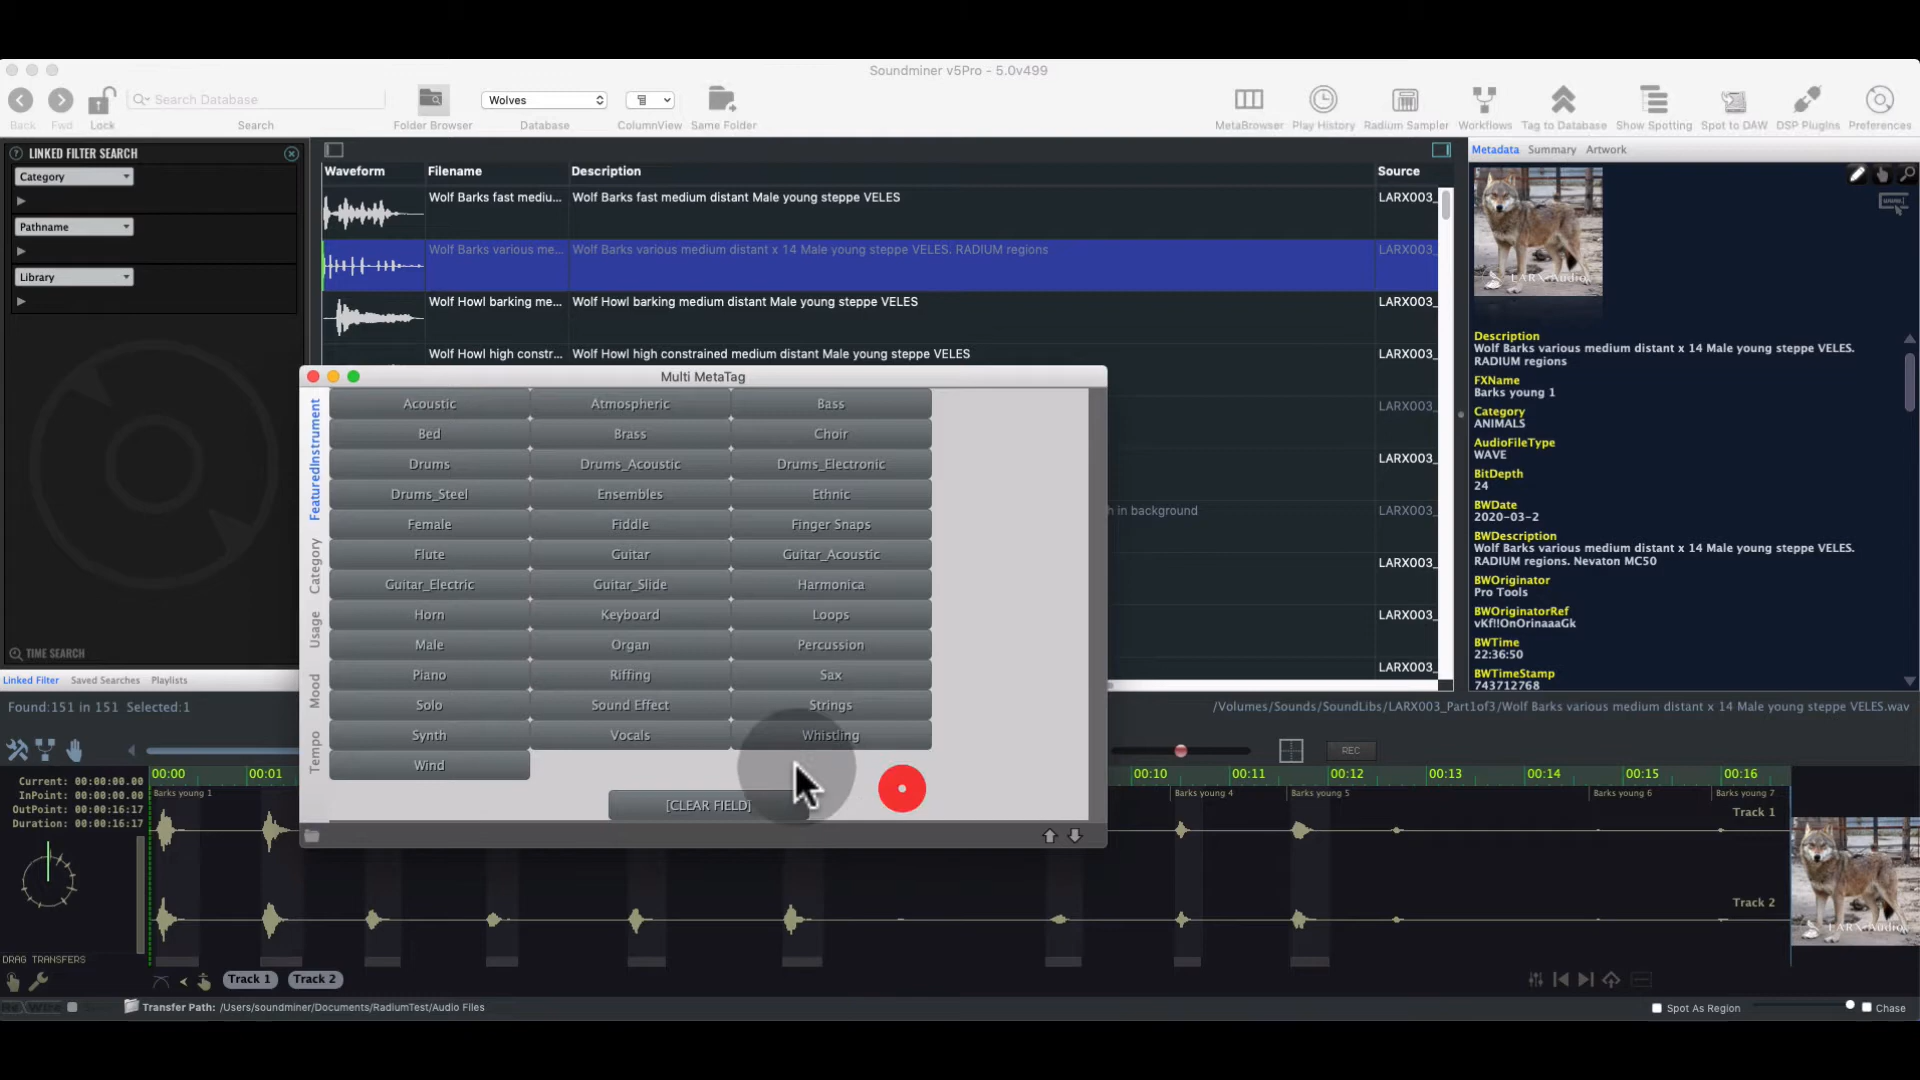 Soundminer v5Pro - 5.0v499
Search Database
Wolves
Back
Fwd
Lock
Search
Folder Browser
Database
ColumnView
Same Folder
MetaBrowser
Play History
Radium Sampler
Workflows
Tag to Database
Show Spotting
Spot to DAW
DSP Plugins
Preferences
LINKED FILTER SEARCH
Category
Pathname
Library
TIME SEARCH
Linked Filter
Saved Searches
Playlists
Waveform
Filename
Description
Source
Wolf Barks fast mediu...
Wolf Barks fast medium distant Male young steppe VELES
LARX003_
Wolf Barks various me...
Wolf Barks various medium distant x 14 Male young steppe VELES. RADIUM regions
LARX003_
Wolf Howl barking me...
Wolf Howl barking medium distant Male young steppe VELES
LARX003_
Wolf Howl high constr...
Wolf Howl high constrained medium distant Male young steppe VELES
LARX003_
LARX003_
LARX003_
h in background
LARX003_
LARX003_
LARX003_
LARX003_
Multi MetaTag
FeaturedInstrument
Category
Usage
Mood
Tempo
Acoustic
Atmospheric
Bass
Bed
Brass
Choir
Drums
Drums_Acoustic
Drums_Electronic
Drums_Steel
Ensembles
Ethnic
Female
Fiddle
Finger Snaps
Flute
Guitar
Guitar_Acoustic
Guitar_Electric
Guitar_Slide
Harmonica
Horn
Keyboard
Loops
Male
Organ
Percussion
Piano
Riffing
Sax
Solo
Sound Effect
Strings
Synth
Vocals
Whistling
Wind
[CLEAR FIELD]
Metadata
Summary
Artwork
LARX Audio
Description
Wolf Barks various medium distant x 14 Male young steppe VELES.
RADIUM regions
FXName
Barks young 1
Category
ANIMALS
AudioFileType
WAVE
BitDepth
24
BWDate
2020-03-2
BWDescription
Wolf Barks various medium distant x 14 Male young steppe VELES.
RADIUM regions. Nevaton MC50
BWOriginator
Pro Tools
BWOriginatorRef
vKf!!OnOrinaaaGk
BWTime
22:36:50
BWTimeStamp
743712768
Found:151 in 151 Selected:1
/Volumes/Sounds/SoundLibs/LARX003_Part1of3/Wolf Barks various medium distant x 14 Male young steppe VELES.wav
REC
Current: 00:00:00.00
InPoint: 00:00:00.00
OutPoint: 00:00:16:17
Duration: 00:00:16:17
00:00
00:01
00:10
00:11
00:12
00:13
00:14
00:15
00:16
Barks young 1
Barks young 4
Barks young 5
Barks young 6
Barks young 7
Track 1
Track 2
LARX Audio
DRAG TRANSFERS
Track 1
Track 2
Re Wire
Transfer Path: /Users/soundminer/Documents/RadiumTest/Audio Files
Spot As Region
Chase